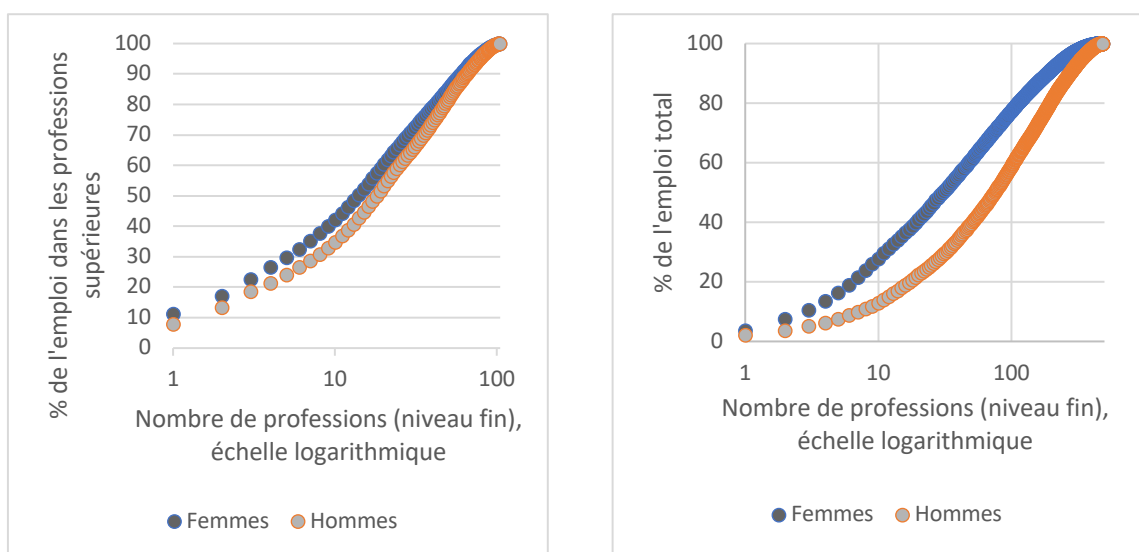 % de l'emploi dans les professions
supérieures
100
90
80
70
60
50
40
30
20
10
0
1
10
100
Nombre de professions (niveau fin),
échelle logarithmique
Femmes
Hommes
% de l'emploi total
100
80
60
40
20
0
1
10
100
Nombre de professions (niveau fin),
échelle logarithmique
Femmes
Hommes